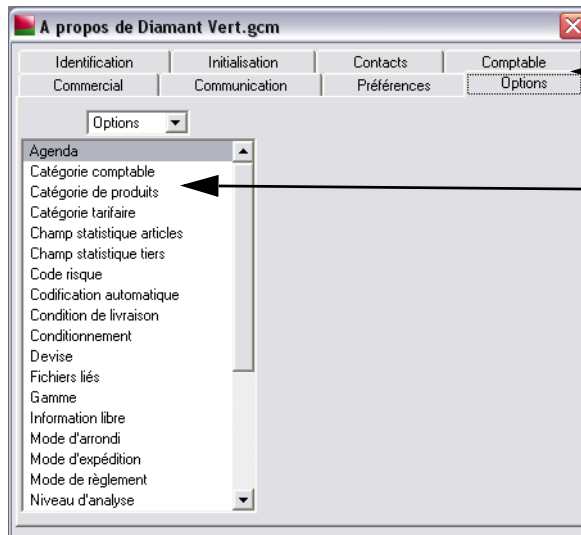 A propos de Diamant Vert.gcm
Identification Initialisation Contacts Comptable
Commercial Communication Préférences Options
Options
Agenda
Catégorie comptable
Catégorie de produits
Catégorie tarifaire
Champ statistique articles
Champ statistique tiers
Code risque
Codification automatique
Condition de livraison
Conditionnement
Devise
Fichiers liés
Gamme
Information libre
Mode d'arrondi
Mode d'expédition
Mode de règlement
Niveau d'analyse